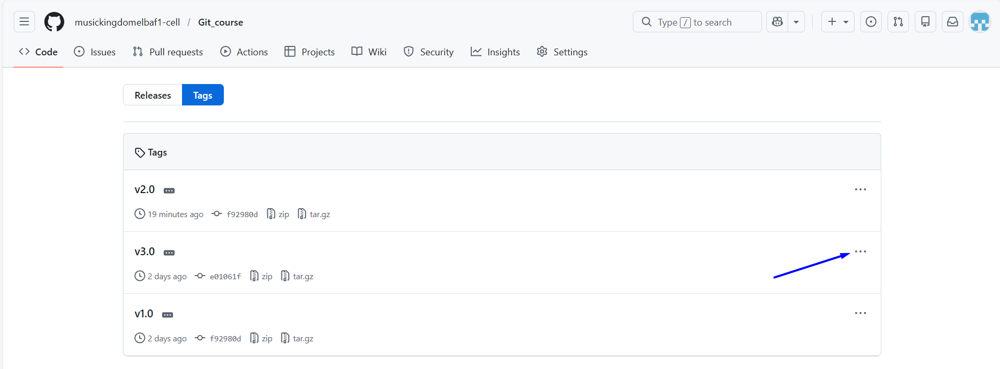 musickingdomelbaf1-cell / Git_course Type / to search
Code Issues Pull requests Actions Projects Wiki Security Insights Settings
Releases Tags
Tags
v2.0
19 minutes ago f92980d zip tar.gz
v3.0
2 days ago e01061f zip tar.gz
v1.0
2 days ago f92980d zip tar.gz